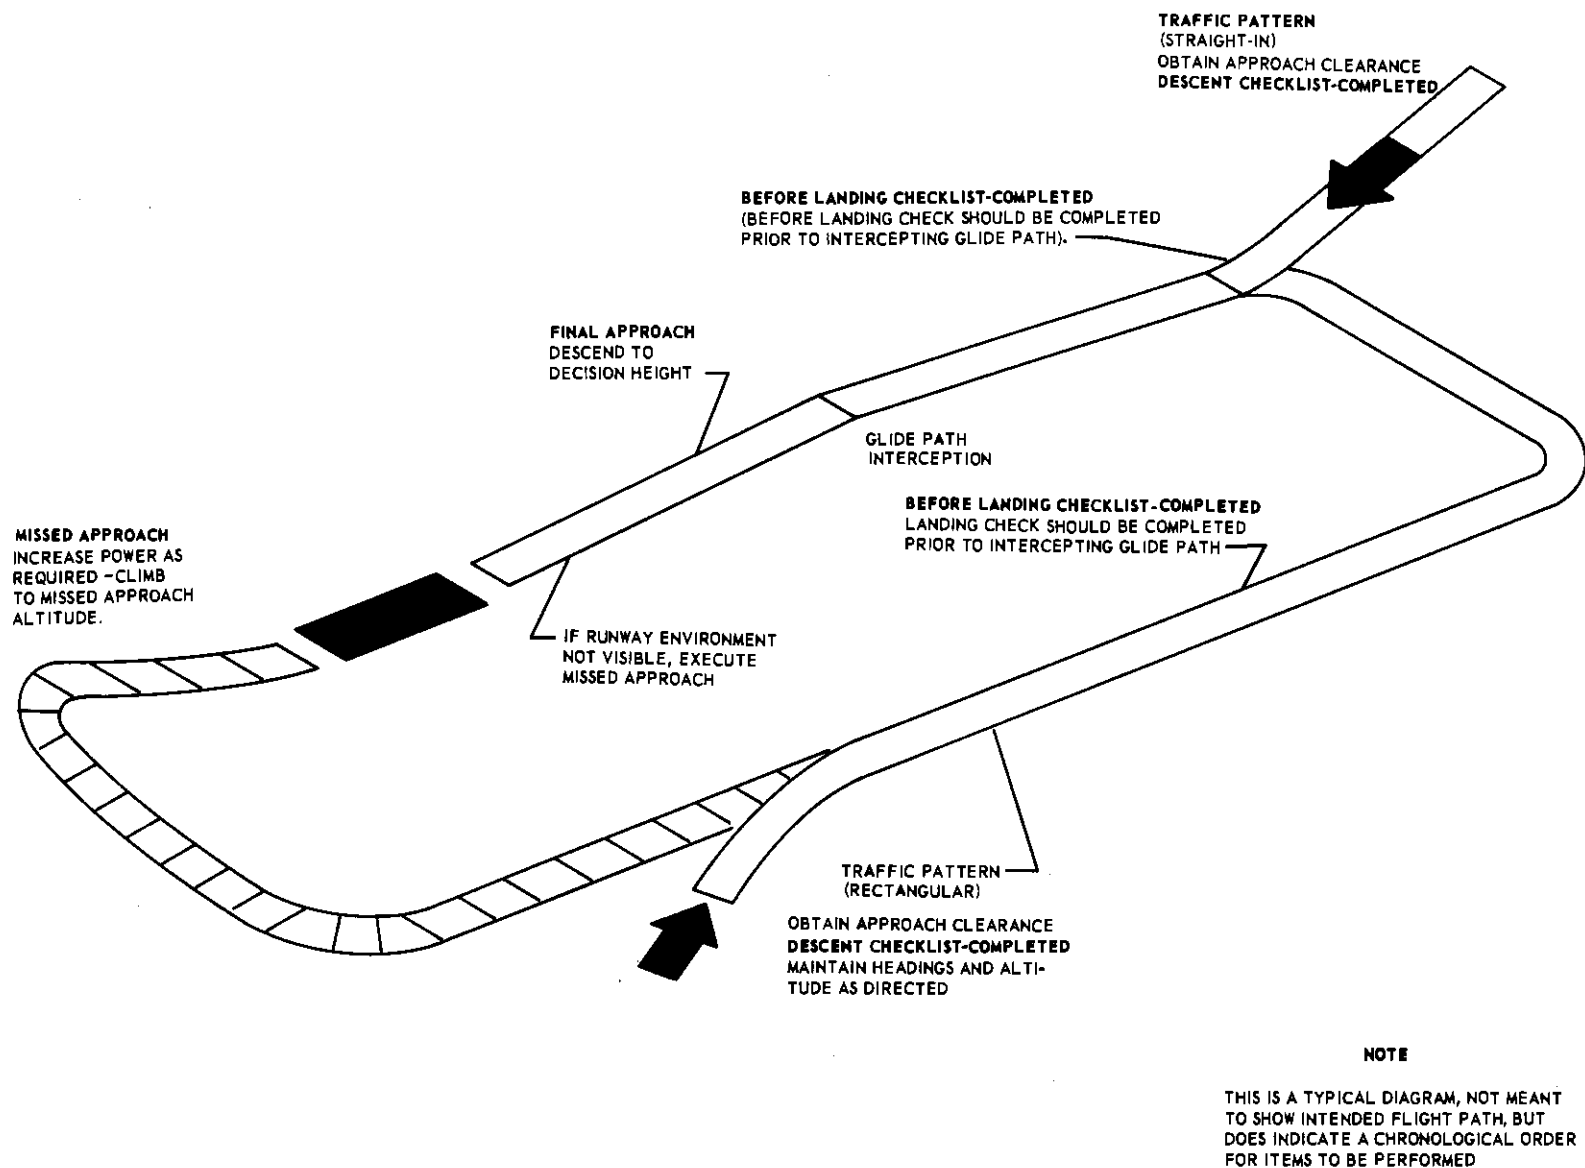 TRAFFIC PATTERN
(STRAIGHT-IN)
OBTAIN APPROACH CLEARANCE
DESCENT CHECKLIST-COMPLETED
BEFORE LANDING CHECKLIST-COMPLETED
(BEFORE LANDING CHECK SHOULD BE COMPLETED
PRIOR TO INTERCEPTING GLIDE PATH).
FINAL APPROACH
DESCEND TO
DECISION HEIGHT
GLIDE PATH
INTERCEPTION
BEFORE LANDING CHECKLIST-COMPLETED
LANDING CHECK SHOULD BE COMPLETED
PRIOR TO INTERCEPTING GLIDE PATH
MISSED APPROACH
INCREASE POWER AS
REQUIRED -CLIMB
TO MISSED APPROACH
ALTITUDE.
IF RUNWAY ENVIRONMENT
NOT VISIBLE, EXECUTE
MISSED APPROACH
TRAFFIC PATTERN
(RECTANGULAR)
OBTAIN APPROACH CLEARANCE
DESCENT CHECKLIST-COMPLETED
MAINTAIN HEADINGS AND ALTI-
TUDE AS DIRECTED
NOTE
THIS IS A TYPICAL DIAGRAM, NOT MEANT
TO SHOW INTENDED FLIGHT PATH, BUT
DOES INDICATE A CHRONOLOGICAL ORDER
FOR ITEMS TO BE PERFORMED